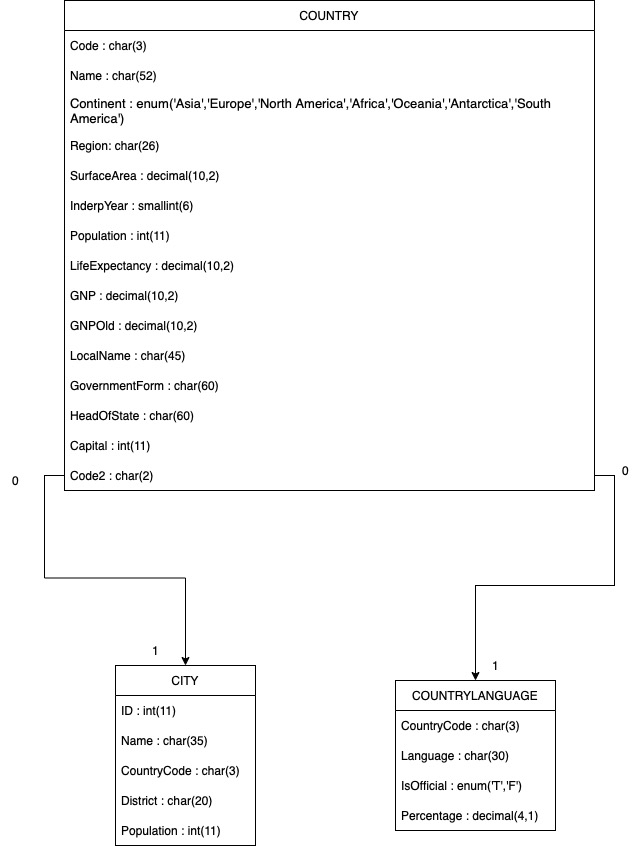 COUNTRY
Code : char(3)
Name : char(52)
Continent : enum('Asia','Europe','North America','Africa','Oceania','Antarctica','South
America')
Region: char(26)
SurfaceArea : decimal(10,2)
InderpYear : smallint(6)
Population : int(11)
LifeExpectancy : decimal(10,2)
GNP : decimal(10,2)
GNPOld : decimal(10,2)
LocalName : char(45)
GovernmentForm : char(60)
HeadOfState : char(60)
Capital : int(11)
Code2 : char(2)
0
0
1
1
CITY
ID : int(11)
Name : char(35)
CountryCode : char(3)
District : char(20)
Population : int(11)
COUNTRYLANGUAGE
CountryCode : char(3)
Language : char(30)
IsOfficial : enum('T','F')
Percentage : decimal(4,1)